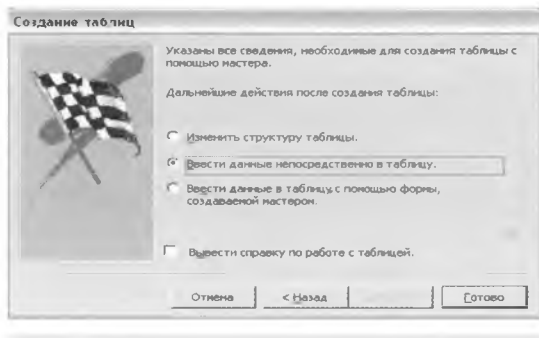 Создание таблиц
Указаны все сведения, необходимые для создания таблицы с
помощью мастера.
Дальнейшие действия после создания таблицы:
Изменить структуру таблицы.
Ввести данные непосредственно в таблицу.
Ввести данные в таблицу с помощью формы,
создаваемой мастером.
Вывести справку по работе с таблицей.
Отмена < Назад Готово